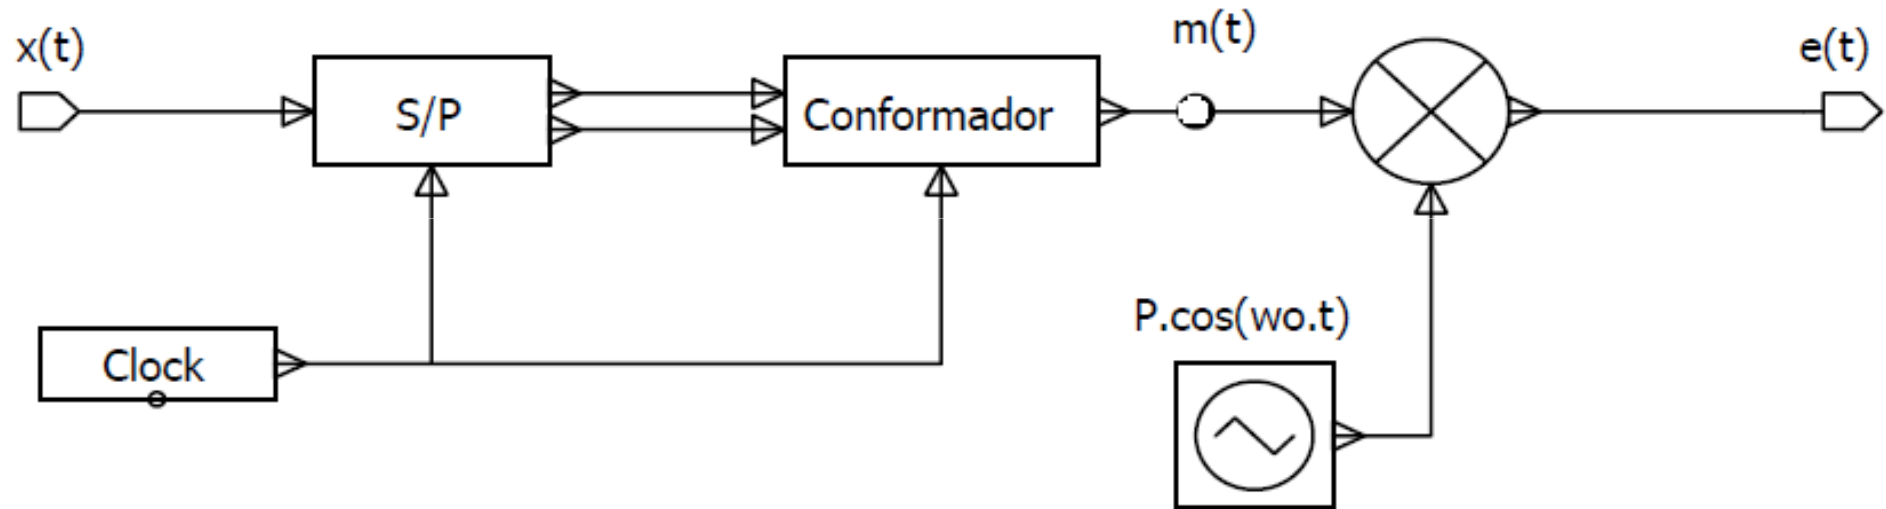 x(t)
S/P
Conformador
m(t)
e(t)
Clock
P.cos(wo.t)